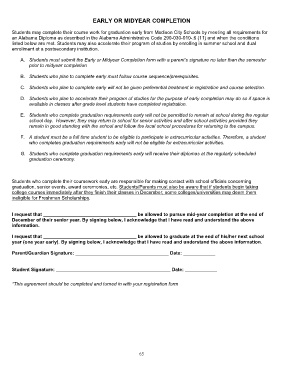 EARLY OR MIDYEAR COMPLETION
Students may complete their course work for graduation early from Madison City Schools by meeting all requirements for
an Alabama Diploma as described in the Alabama Administrative Code 290-030-010-.6 (11) and when the conditions
listed below are met. Students may also accelerate their program of studies by enrolling in summer school and dual
enrollment at a postsecondary institution.
A. Students must submit the Early or Midyear Completion form with a parent's signature no later than the semester
prior to midyear completion.
B. Students who plan to complete early must follow course sequence/prerequisites.
C. Students who plan to complete early will not be given preferential treatment in registration and course selection.
D. Students who plan to accelerate their program of studies for the purpose of early completion may do so if space is
available in classes after grade level students have completed registration.
E. Students who complete graduation requirements early will not be permitted to remain at school during the regular
school day. However, they may return to school for senior activities and after school activities provided they
remain in good standing with the school and follow the local school procedures for returning to the campus.
F. A student must be a full time student to be eligible to participate in extracurricular activities. Therefore, a student
who completes graduation requirements early will not be eligible for extracurricular activities.
G. Students who complete graduation requirements early will receive their diplomas at the regularly scheduled
graduation ceremony.
Students who complete their coursework early are responsible for making contact with school officials concerning
graduation, senior events, award ceremonies, etc. Students/Parents must also be aware that if students begin taking
college courses immediately after they finish their classes in December, some colleges/universities may deem them
ineligible for Freshman Scholarships.
I request that ______ be allowed to pursue mid-year completion at the end of
December of their senior year. By signing below, I acknowledge that I have read and understand the above
information.
I request that ______ be allowed to graduate at the end of his/her next school
year (one year early). By signing below, I acknowledge that I have read and understand the above information.
Parent/Guardian Signature: ______ Date: ______
Student Signature: ______ Date: ______
*This agreement should be completed and turned in with your registration form
65